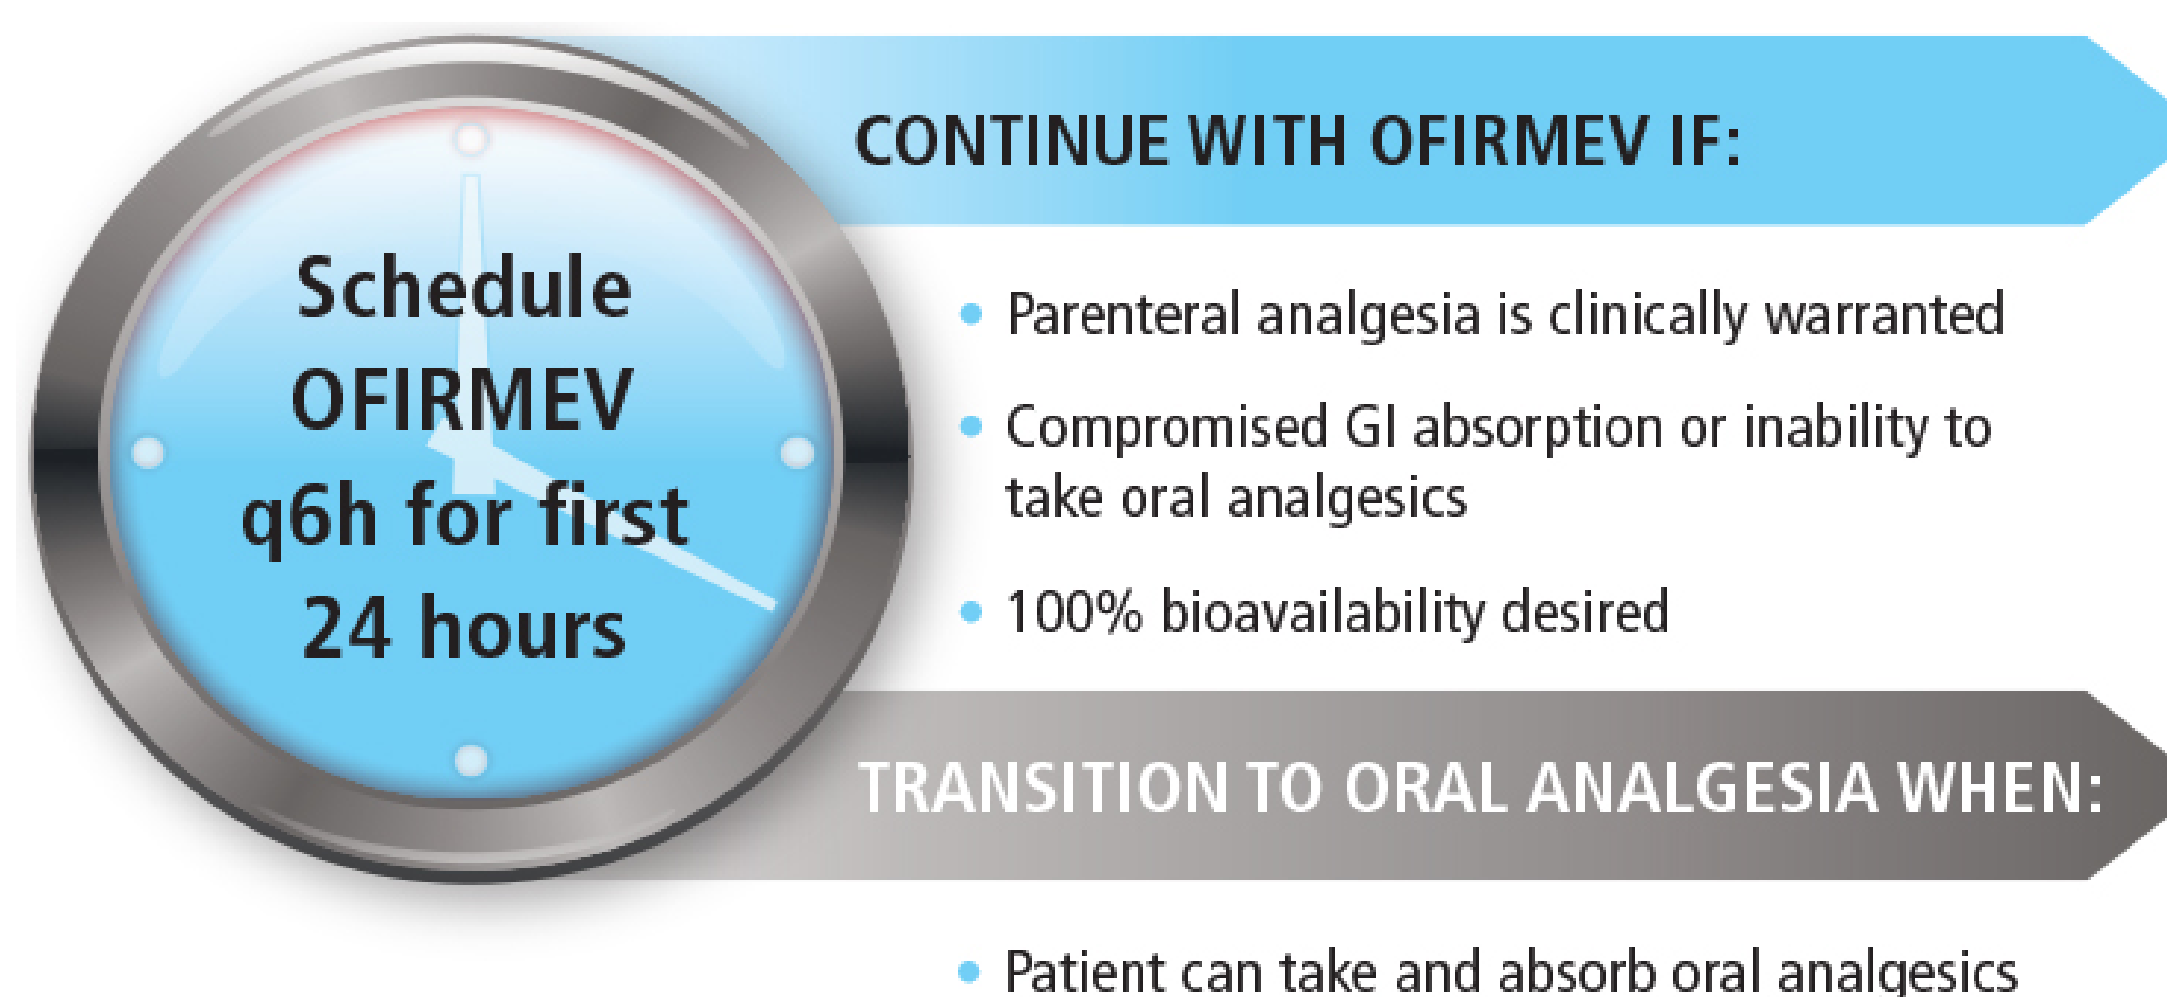 Schedule
OFIRMEV
q6h for first
24 hours
CONTINUE WITH OFIRMEV IF:
• Parenteral analgesia is clinically warranted
• Compromised GI absorption or inability to
take oral analgesics
• 100% bioavailability desired
TRANSITION TO ORAL ANALGESIA WHEN:
• Patient can take and absorb oral analgesics